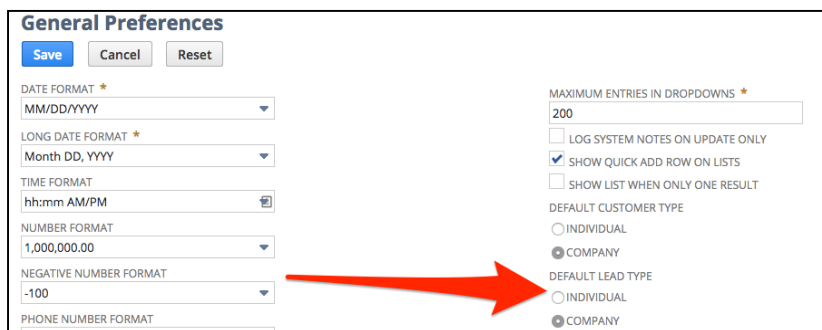 General Preferences
Save Cancel Reset
DATE FORMAT *
MM/DD/YYYY
LONG DATE FORMAT *
Month DD, YYYY
TIME FORMAT
hh:mm AM/PM
NUMBER FORMAT
1,000,000.00
NEGATIVE NUMBER FORMAT
-100
PHONE NUMBER FORMAT
MAXIMUM ENTRIES IN DROPDOWNS *
200
LOG SYSTEM NOTES ON UPDATE ONLY
SHOW QUICK ADD ROW ON LISTS
SHOW LIST WHEN ONLY ONE RESULT
DEFAULT CUSTOMER TYPE
INDIVIDUAL
COMPANY
DEFAULT LEAD TYPE
INDIVIDUAL
COMPANY